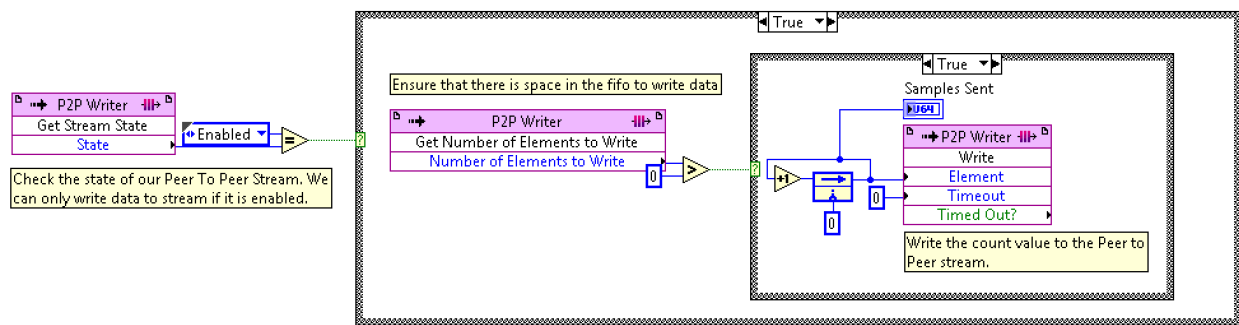 P2P Writer
Get Stream State
State
Enabled
=
?
Check the state of our Peer To Peer Stream. We
can only write data to stream if it is enabled.
True
Ensure that there is space in the fifo to write data
P2P Writer
Get Number of Elements to Write
Number of Elements to Write
0
>
?
True
Samples Sent
U64
+1
0
P2P Writer
Write
Element
Timeout
0
Timed Out?
Write the count value to the Peer to
Peer stream.